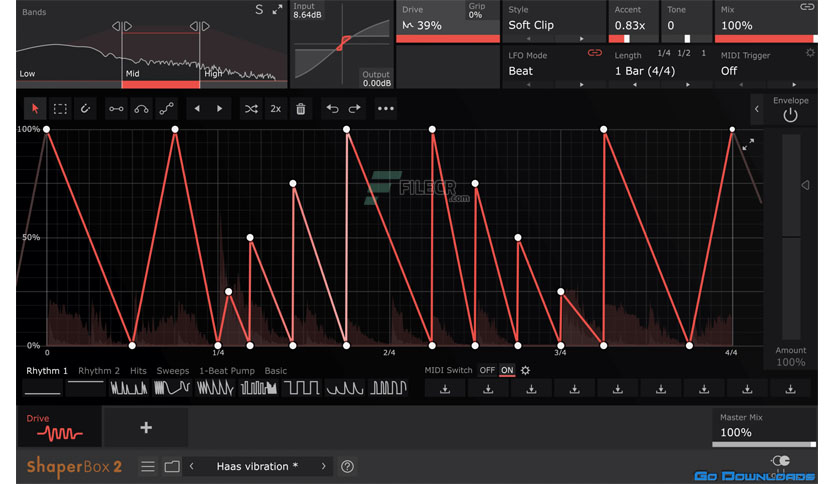 Bands
S
Low
Mid
High
Input
8.64dB
Output
0.00dB
Drive
39%
Grip
0%
Style
Soft Clip
Accent
0.83x
Tone
0
Mix
100%
LFO Mode
Beat
Length
1/4 1/2 1
1 Bar (4/4)
MIDI Trigger
Off
2x
Envelope
100%
50%
0%
FILECR
.com
0
1/4
2/4
3/4
4/4
Amount
100%
Rhythm 1 Rhythm 2 Hits Sweeps 1-Beat Pump Basic
MIDI Switch OFF ON
Drive
+
Master Mix
100%
ShaperBox 2
Haas vibration *
?
Go Downloads